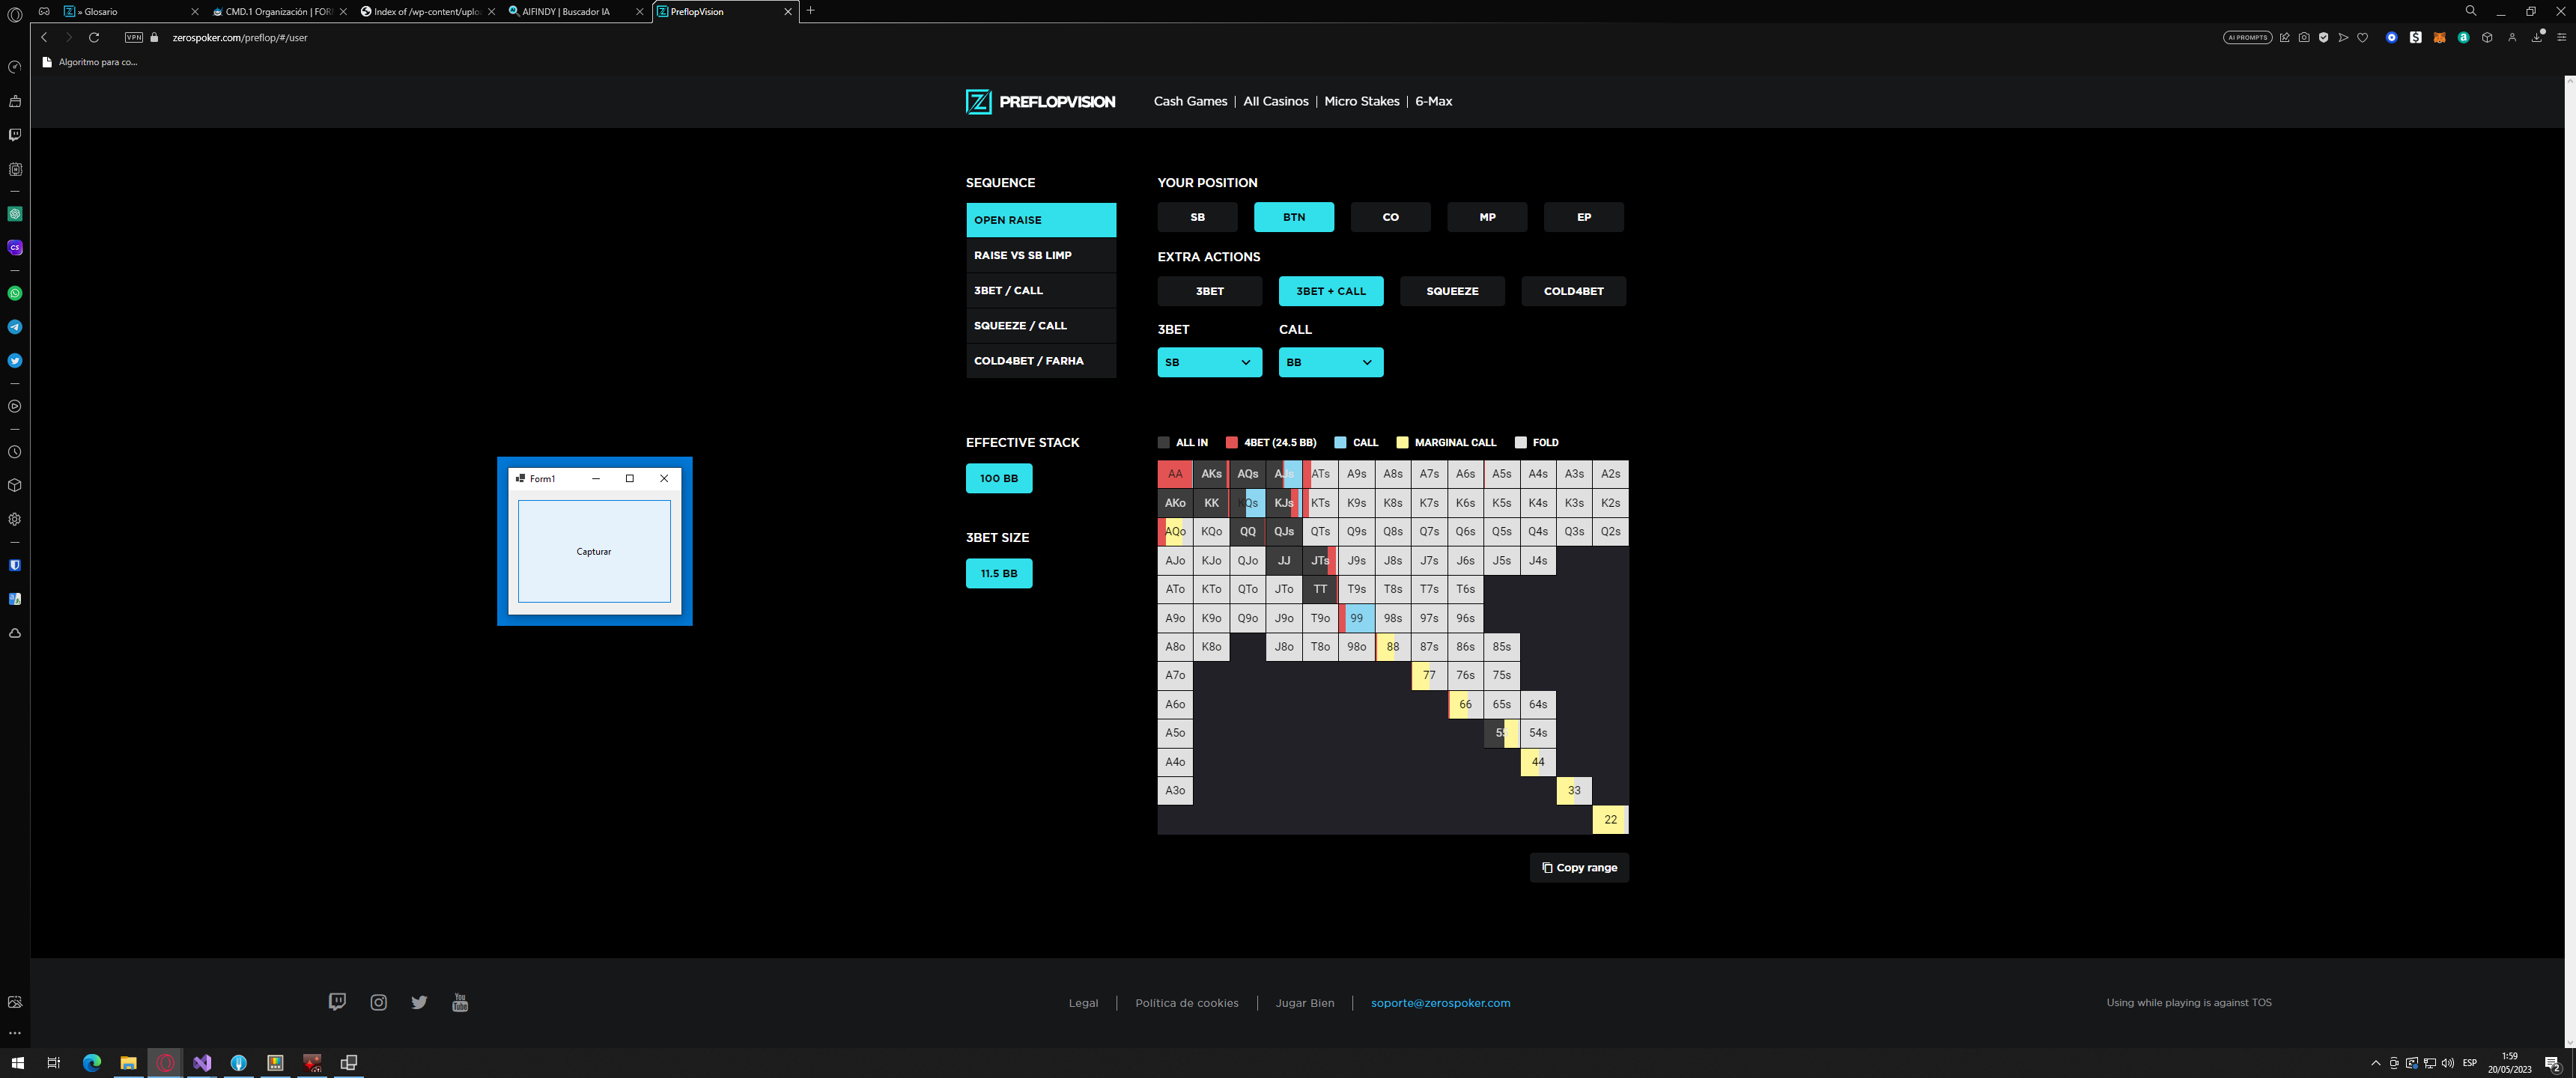 » Glosario
CMD.1 Organización | FOR
Index of /wp-content/uplo
AIFINDY | Buscador IA
PreflopVision
VPN
zerospoker.com/preflop/#/user
AI PROMPTS
Algoritmo para co...
PREFLOPVISION
Cash Games | All Casinos | Micro Stakes | 6-Max
SEQUENCE
OPEN RAISE
RAISE VS SB LIMP
3BET / CALL
SQUEEZE / CALL
COLD4BET / FARHA
YOUR POSITION
SB BTN CO MP EP
EXTRA ACTIONS
3BET 3BET + CALL SQUEEZE COLD4BET
3BET CALL
SB BB
EFFECTIVE STACK
100 BB
3BET SIZE
11.5 BB
Form1
Capturar
ALL IN 4BET (24.5 BB) CALL MARGINAL CALL FOLD
AA AKs AQs AJs ATs A9s A8s A7s A6s A5s A4s A3s A2s
AKo KK KQs KJs KTs K9s K8s K7s K6s K5s K4s K3s K2s
AQo KQo QQ QJs QTs Q9s Q8s Q7s Q6s Q5s Q4s Q3s Q2s
AJo KJo QJo JJ JTs J9s J8s J7s J6s J5s J4s
ATo KTo QTo JTo TT T9s T8s T7s T6s
A9o K9o Q9o J9o T9o 99 98s 97s 96s
A8o K8o J8o T8o 98o 88 87s 86s 85s
A7o 77 76s 75s
A6o 66 65s 64s
A5o 55 54s
A4o 44
A3o 33
22
Copy range
You Tube
Legal | Política de cookies | Jugar Bien | soporte@zerospoker.com
Using while playing is against TOS
ESP
1:59
20/05/2023
2